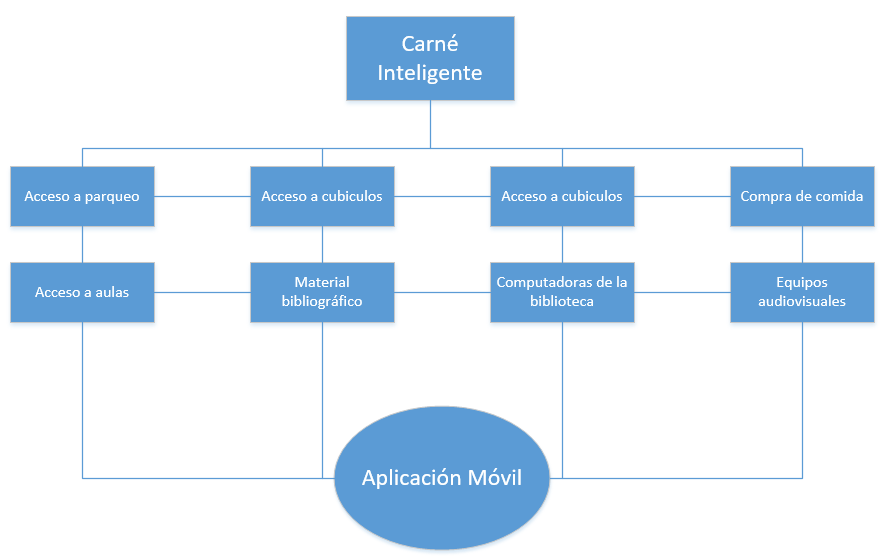 Carné
Inteligente
Acceso a parqueo
Acceso a cubiculos
Acceso a cubiculos
Compra de comida
Acceso a aulas
Material
bibliográfico
Computadoras de la
biblioteca
Equipos
audiovisuales
Aplicación Móvil